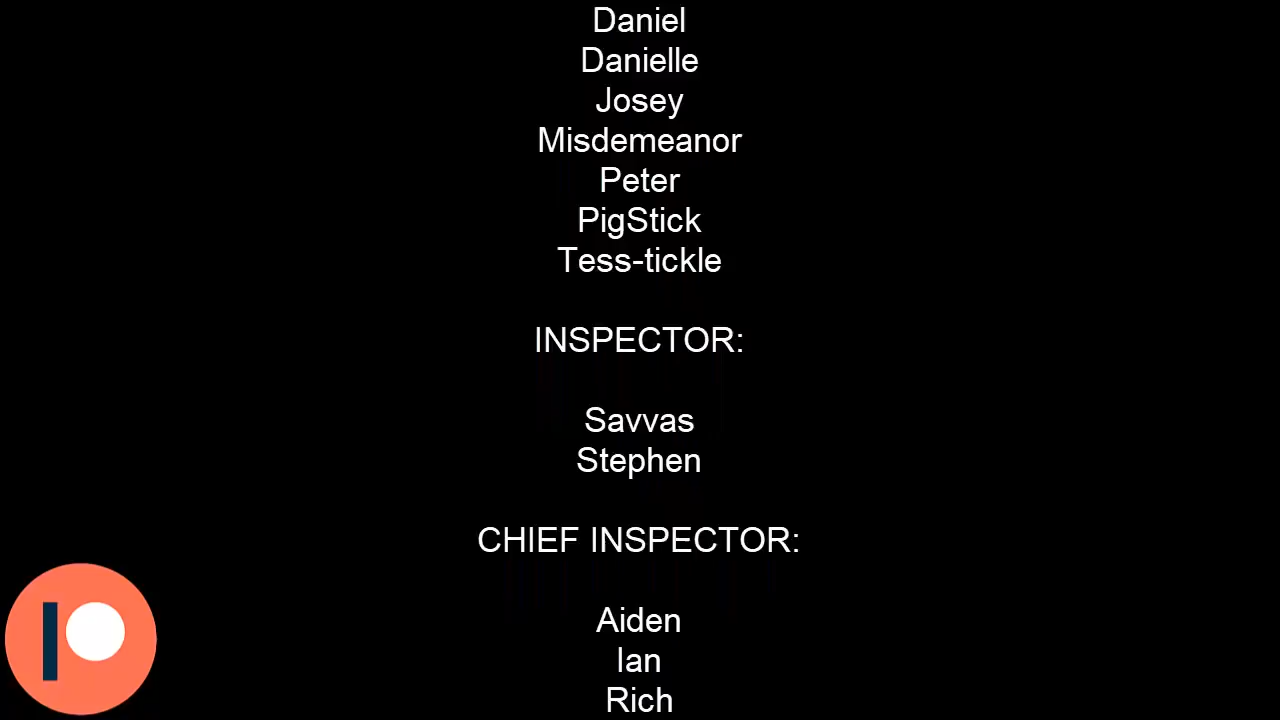 Daniel
Danielle
Josey
Misdemeanor
Peter
PigStick
Tess-tickle
INSPECTOR:
Savvas
Stephen
CHIEF INSPECTOR:
Aiden
Ian
Rich